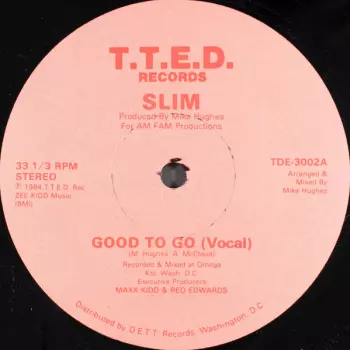 T.T.E.D.
RECORDS
SLIM
Produced By Mike Hughes
For AM FAM Productions
33 1/3 RPM
STEREO
℗ 1984 T.T.E.D. Rec
ZEE KIDD Music
(BMI)
TDE-3002A
Arranged &
Mixed By
Mike Hughes
GOOD TO GO (Vocal)
(M. Hughes A.
Recorded & Mixed at Omega
Wash D.C
Executive Producers
MAXX KIDD & REO EDWARDS
Distributed by D.E.T.T. Records, Washington, D.C